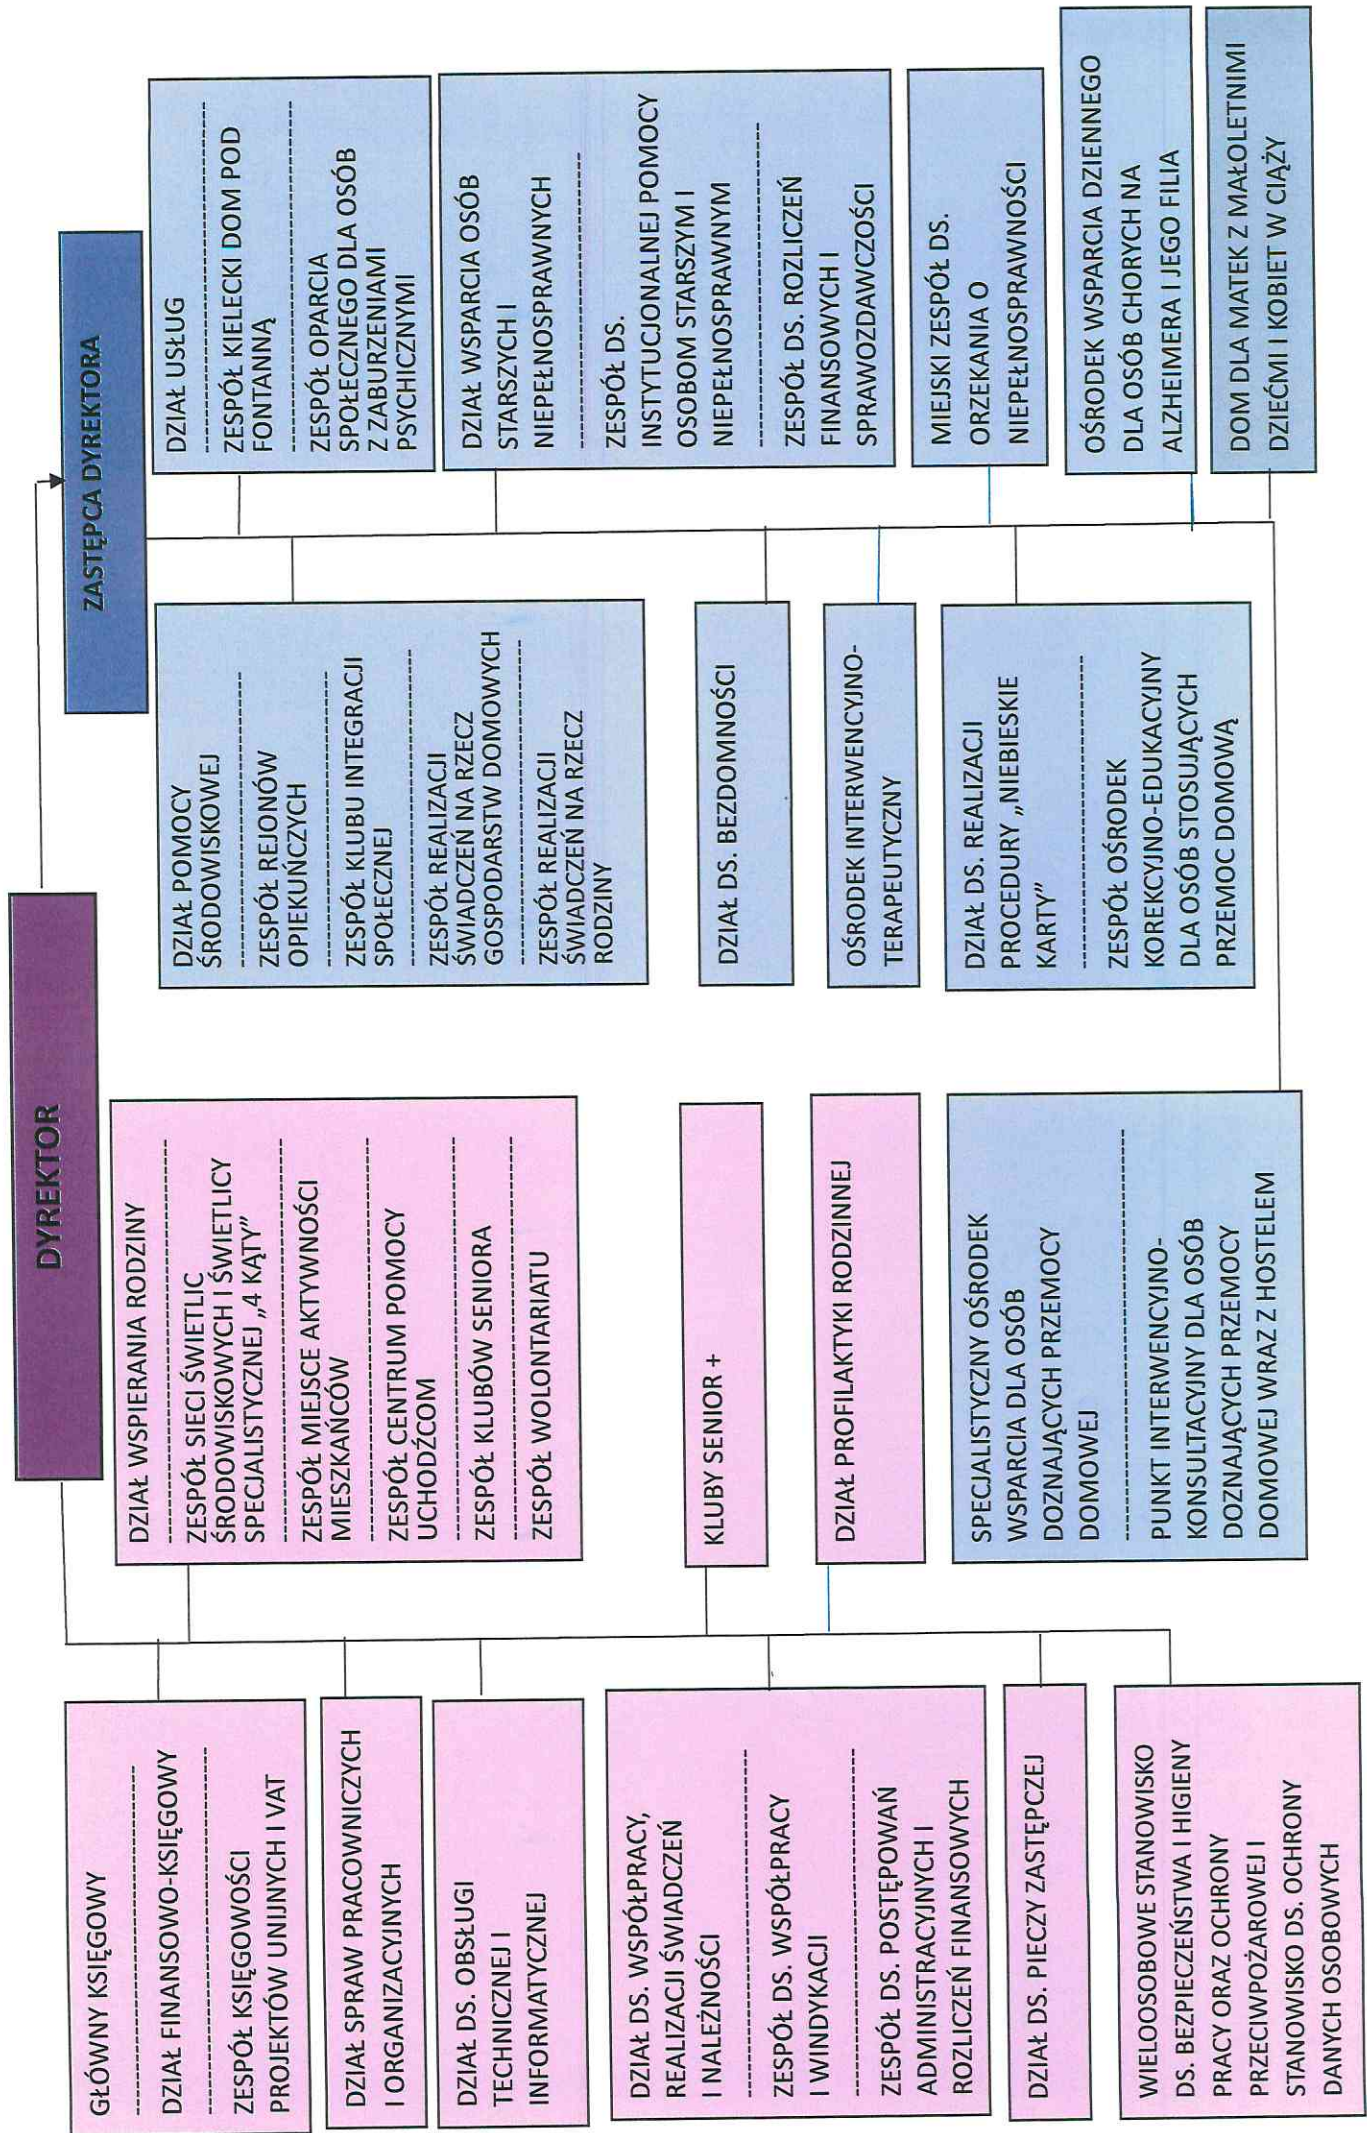 DYREKTOR
ZASTĘPCA DYREKTORA
GŁÓWNY KSIĘGOWY
DZIAŁ FINANSOWO-KSIĘGOWY
ZESPÓŁ KSIĘGOWOŚCI
PROJEKTÓW UNIJNYCH I VAT
DZIAŁ SPRAW PRACOWNICZYCH
I ORGANIZACYJNYCH
DZIAŁ DS. OBSŁUGI
TECHNICZNEJ I
INFORMATYCZNEJ
DZIAŁ DS. WSPÓŁPRACY,
REALIZACJI ŚWIADCZEŃ
I NALEŻNOŚCI
ZESPÓŁ DS. WSPÓŁPRACY
I WINDYKACJI
ZESPÓŁ DS. POSTĘPOWAŃ
ADMINISTRACYJNYCH I
ROZLICZEŃ FINANSOWYCH
DZIAŁ DS. PIECZY ZASTĘPCZEJ
WIELOOSOBOWE STANOWISKO
DS. BEZPIECZEŃSTWA I HIGIENY
PRACY ORAZ OCHRONY
PRZECIWPOŻAROWEJ I
STANOWISKO DS. OCHRONY
DANYCH OSOBOWYCH
DZIAŁ WSPIERANIA RODZINY
ZESPÓŁ SIECI ŚWIETLIC
ŚRODOWISKOWYCH I ŚWIETLICY
SPECJALISTYCZNEJ „4 KĄTY”
ZESPÓŁ MIEJSCE AKTYWNOŚCI
MIESZKAŃCÓW
ZESPÓŁ CENTRUM POMOCY
UCHODŹCOM
ZESPÓŁ KLUBÓW SENIORA
ZESPÓŁ WOLONTARIATU
KLUBY SENIOR +
DZIAŁ PROFILAKTYKI RODZINNEJ
SPECJALISTYCZNY OŚRODEK
WSPARCIA DLA OSÓB
DOZNAJĄCYCH PRZEMOCY
DOMOWEJ
PUNKT INTERWENCYJNO-
KONSULTACYJNY DLA OSÓB
DOZNAJĄCYCH PRZEMOCY
DOMOWEJ WRAZ Z HOSTELEM
DZIAŁ POMOCY
ŚRODOWISKOWEJ
ZESPÓŁ REJONÓW
OPIEKUŃCZYCH
ZESPÓŁ KLUBU INTEGRACJI
SPOŁECZNEJ
ZESPÓŁ REALIZACJI
ŚWIADCZEŃ NA RZECZ
GOSPODARSTW DOMOWYCH
ZESPÓŁ REALIZACJI
ŚWIADCZEŃ NA RZECZ
RODZINY
DZIAŁ DS. BEZDOMNOŚCI
OŚRODEK INTERWENCYJNO-
TERAPEUTYCZNY
DZIAŁ DS. REALIZACJI
PROCEDURY „NIEBIESKIE
KARTY”
ZESPÓŁ OŚRODEK
KOREKCYJNO-EDUKACYJNY
DLA OSÓB STOSUJĄCYCH
PRZEMOC DOMOWĄ
DZIAŁ USŁUG
ZESPÓŁ KIELECKI DOM POD
FONTANNĄ
ZESPÓŁ OPARCIA
SPOŁECZNEGO DLA OSÓB
Z ZABURZENIAMI
PSYCHICZNYMI
DZIAŁ WSPARCIA OSÓB
STARSZYCH I
NIEPEŁNOSPRAWNYCH
ZESPÓŁ DS.
INSTYTUCJONALNEJ POMOCY
OSOBOM STARSZYM I
NIEPEŁNOSPRAWNYM
ZESPÓŁ DS. ROZLICZEŃ
FINANSOWYCH I
SPRAWOZDAWCZOŚCI
MIEJSKI ZESPÓŁ DS.
ORZEKANIA O
NIEPEŁNOSPRAWNOŚCI
OŚRODEK WSPARCIA DZIENNEGO
DLA OSÓB CHORYCH NA
ALZHEIMERA I JEGO FILIA
DOM DLA MATEK Z MAŁOLETNIMI
DZIEĆMI I KOBIET W CIĄŻY